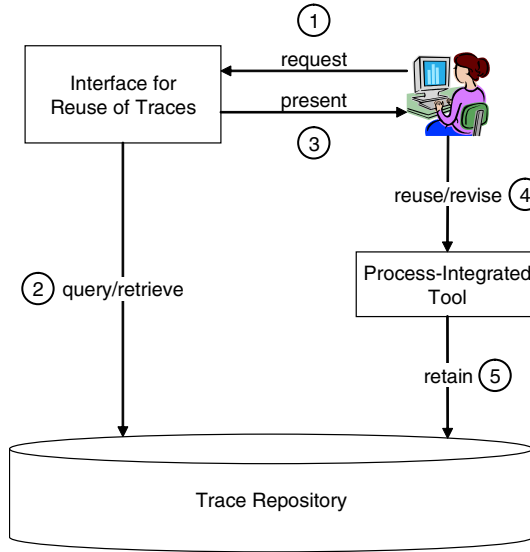 1
request
Interface for
Reuse of Traces
present
3
reuse/revise 4
2 query/retrieve
Process-Integrated
Tool
retain 5
Trace Repository